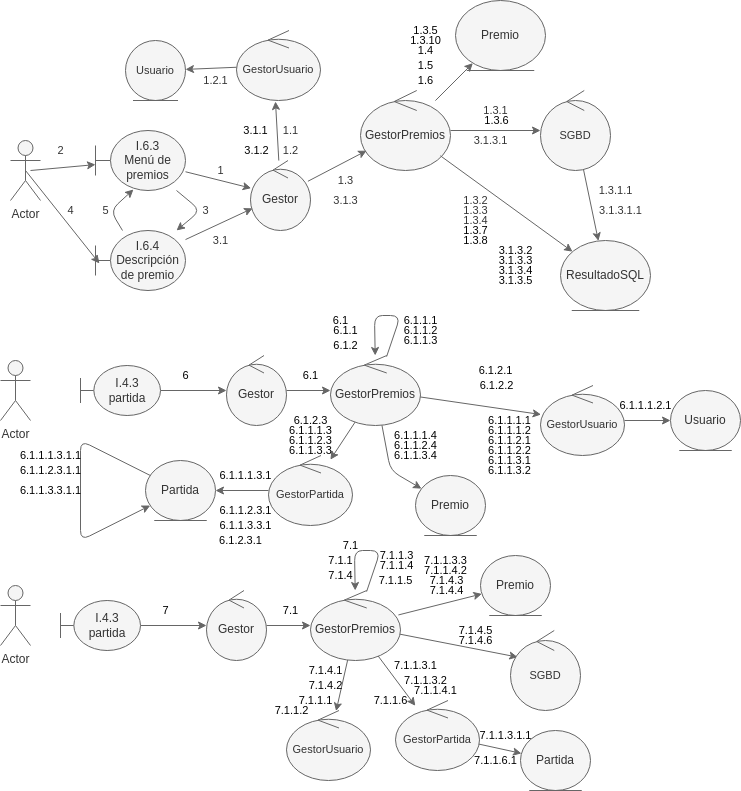 1.3.5
1.3.10
1.4
1.5
1.6
Premio
Usuario
GestorUsuario
1.2.1
3.1.1
1.1
3.1.2
1.2
GestorPremios
1.3.1
1.3.6
3.1.3.1
SGBD
Actor
2
I.6.3
Menú de
premios
1
Gestor
1.3
3.1.3
1.3.2
1.3.3
1.3.4
1.3.7
1.3.8
1.3.1.1
3.1.3.1.1
4
5
3
I.6.4
Descripción
de premio
3.1
3.1.3.2
3.1.3.3
3.1.3.4
3.1.3.5
ResultadoSQL
6.1
6.1.1
6.1.2
6.1.1.1
6.1.1.2
6.1.1.3
Actor
I.4.3
partida
6
Gestor
6.1
GestorPremios
6.1.2.1
6.1.2.2
GestorUsuario
6.1.1.1.2.1
Usuario
6.1.2.3
6.1.1.1.3
6.1.1.2.3
6.1.1.3.3
6.1.1.1.4
6.1.1.2.4
6.1.1.3.4
6.1.1.1.1
6.1.1.1.2
6.1.1.2.1
6.1.1.2.2
6.1.1.3.1
6.1.1.3.2
6.1.1.1.3.1.1
6.1.1.2.3.1.1
6.1.1.3.3.1.1
Partida
6.1.1.1.3.1
GestorPartida
6.1.1.2.3.1
6.1.1.3.3.1
6.1.2.3.1
Premio
7.1
7.1.1
7.1.4
7.1.1.3
7.1.1.4
7.1.1.5
7.1.1.3.3
7.1.1.4.2
7.1.4.3
7.1.4.4
Premio
Actor
I.4.3
partida
7
Gestor
7.1
GestorPremios
7.1.4.5
7.1.4.6
SGBD
7.1.4.1
7.1.4.2
7.1.1.1
7.1.1.2
7.1.1.3.1
7.1.1.3.2
7.1.1.4.1
7.1.1.6
GestorUsuario
GestorPartida
7.1.1.3.1.1
7.1.1.6.1
Partida